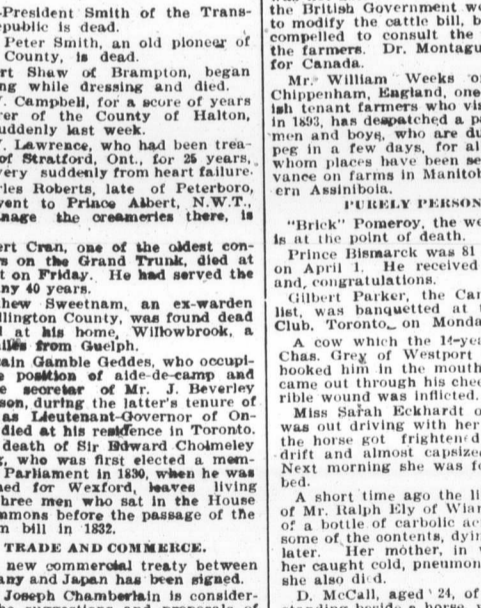 -President Smith of the Trans-
epublic is dead.
Peter Smith, an old pioneer of
County, is dead.
rt Shaw of Brampton, began
ng while dressing and died.
. Campbell, for a score of years
er of the County of Halton,
uddenly last week.
. Lawrence, who had been trea-
of Stratford, Ont., for 25 years,
very suddenly from heart failure.
rles Roberts, late of Peterboro,
vent to Prince Albert, N.W.T.,
nage the creameries there, is
ert Cran, one of the oldest con-
s on the Grand Trunk, died at
t on Friday. He had served the
ny 40 years.
hew Sweetnam, an ex-warden
llington County, was found dead
at his home, Willowbrook, a
iles from Guelph.
ain Gamble Geddes, who occupi-
e position of aide-de-camp and
e secretar of Mr. J. Beverley
son, during the latter's tenure of
as Lieutenant-Governor of On-
died at his residence in Toronto.
death of Sir Edward Cholmeley
, who was first elected a mem-
Parliament in 1830, when he was
ned for Wexford, leaves living
three men who sat in the House
mmons before the passage of the
m bill in 1832.
TRADE AND COMMERCE.
new commercial treaty between
any and Japan has been signed.
Joseph Chamberlain is consider-
the British Government w
to modify the cattle bill, b
compelled to consult the
the farmers. Dr. Montagu
for Canada.
Mr. William Weeks o
Chippenham, England, one
ish tenant farmers who vis
in 1893, has despatched a p
men and boys, who are du
peg in a few days, for al
whom places have been se
vance on farms in Manitob
ern Assiniboia.
PURELY PERSON
"Brick" Pomeroy, the we
is at the point of death.
Prince Bismarck was 81
on April 1. He received
and, congratulations.
Gilbert Parker, the Can
list, was banquetted at t
Club, Toronto, on Monda
A cow which the 14-yea
Chas. Grey of Westport
hooked him in the mouth
came out through his chee
rible wound was inflicted.
Miss Sarah Eckhardt o
was out driving with her
the horse got frightened
drift and almost capsize
Next morning she was fo
bed.
A short time ago the li
of Mr. Ralph Ely of Wiar
of a bottle of carbolic ac
some of the contents, dyin
later. Her mother, in
her caught cold, pneumon
she also died.
D. McCall, aged 24, of